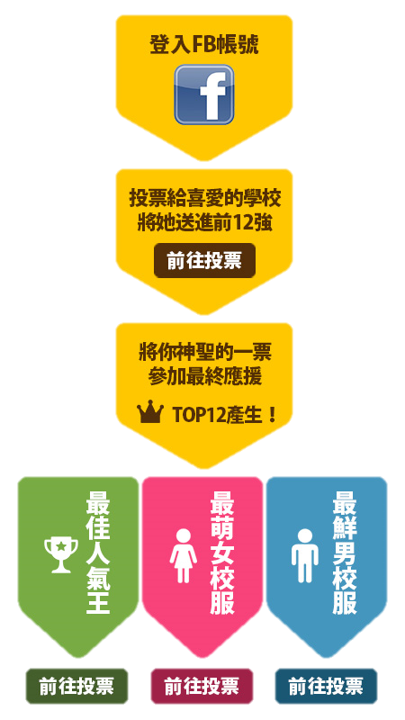 登入FB帳號
f
投票給喜愛的學校
將她送進前12強
前往投票
將你神聖的一票
參加最終應援
TOP12產生！
最佳人氣王
最萌女校服
最鮮男校服
前往投票
前往投票
前往投票